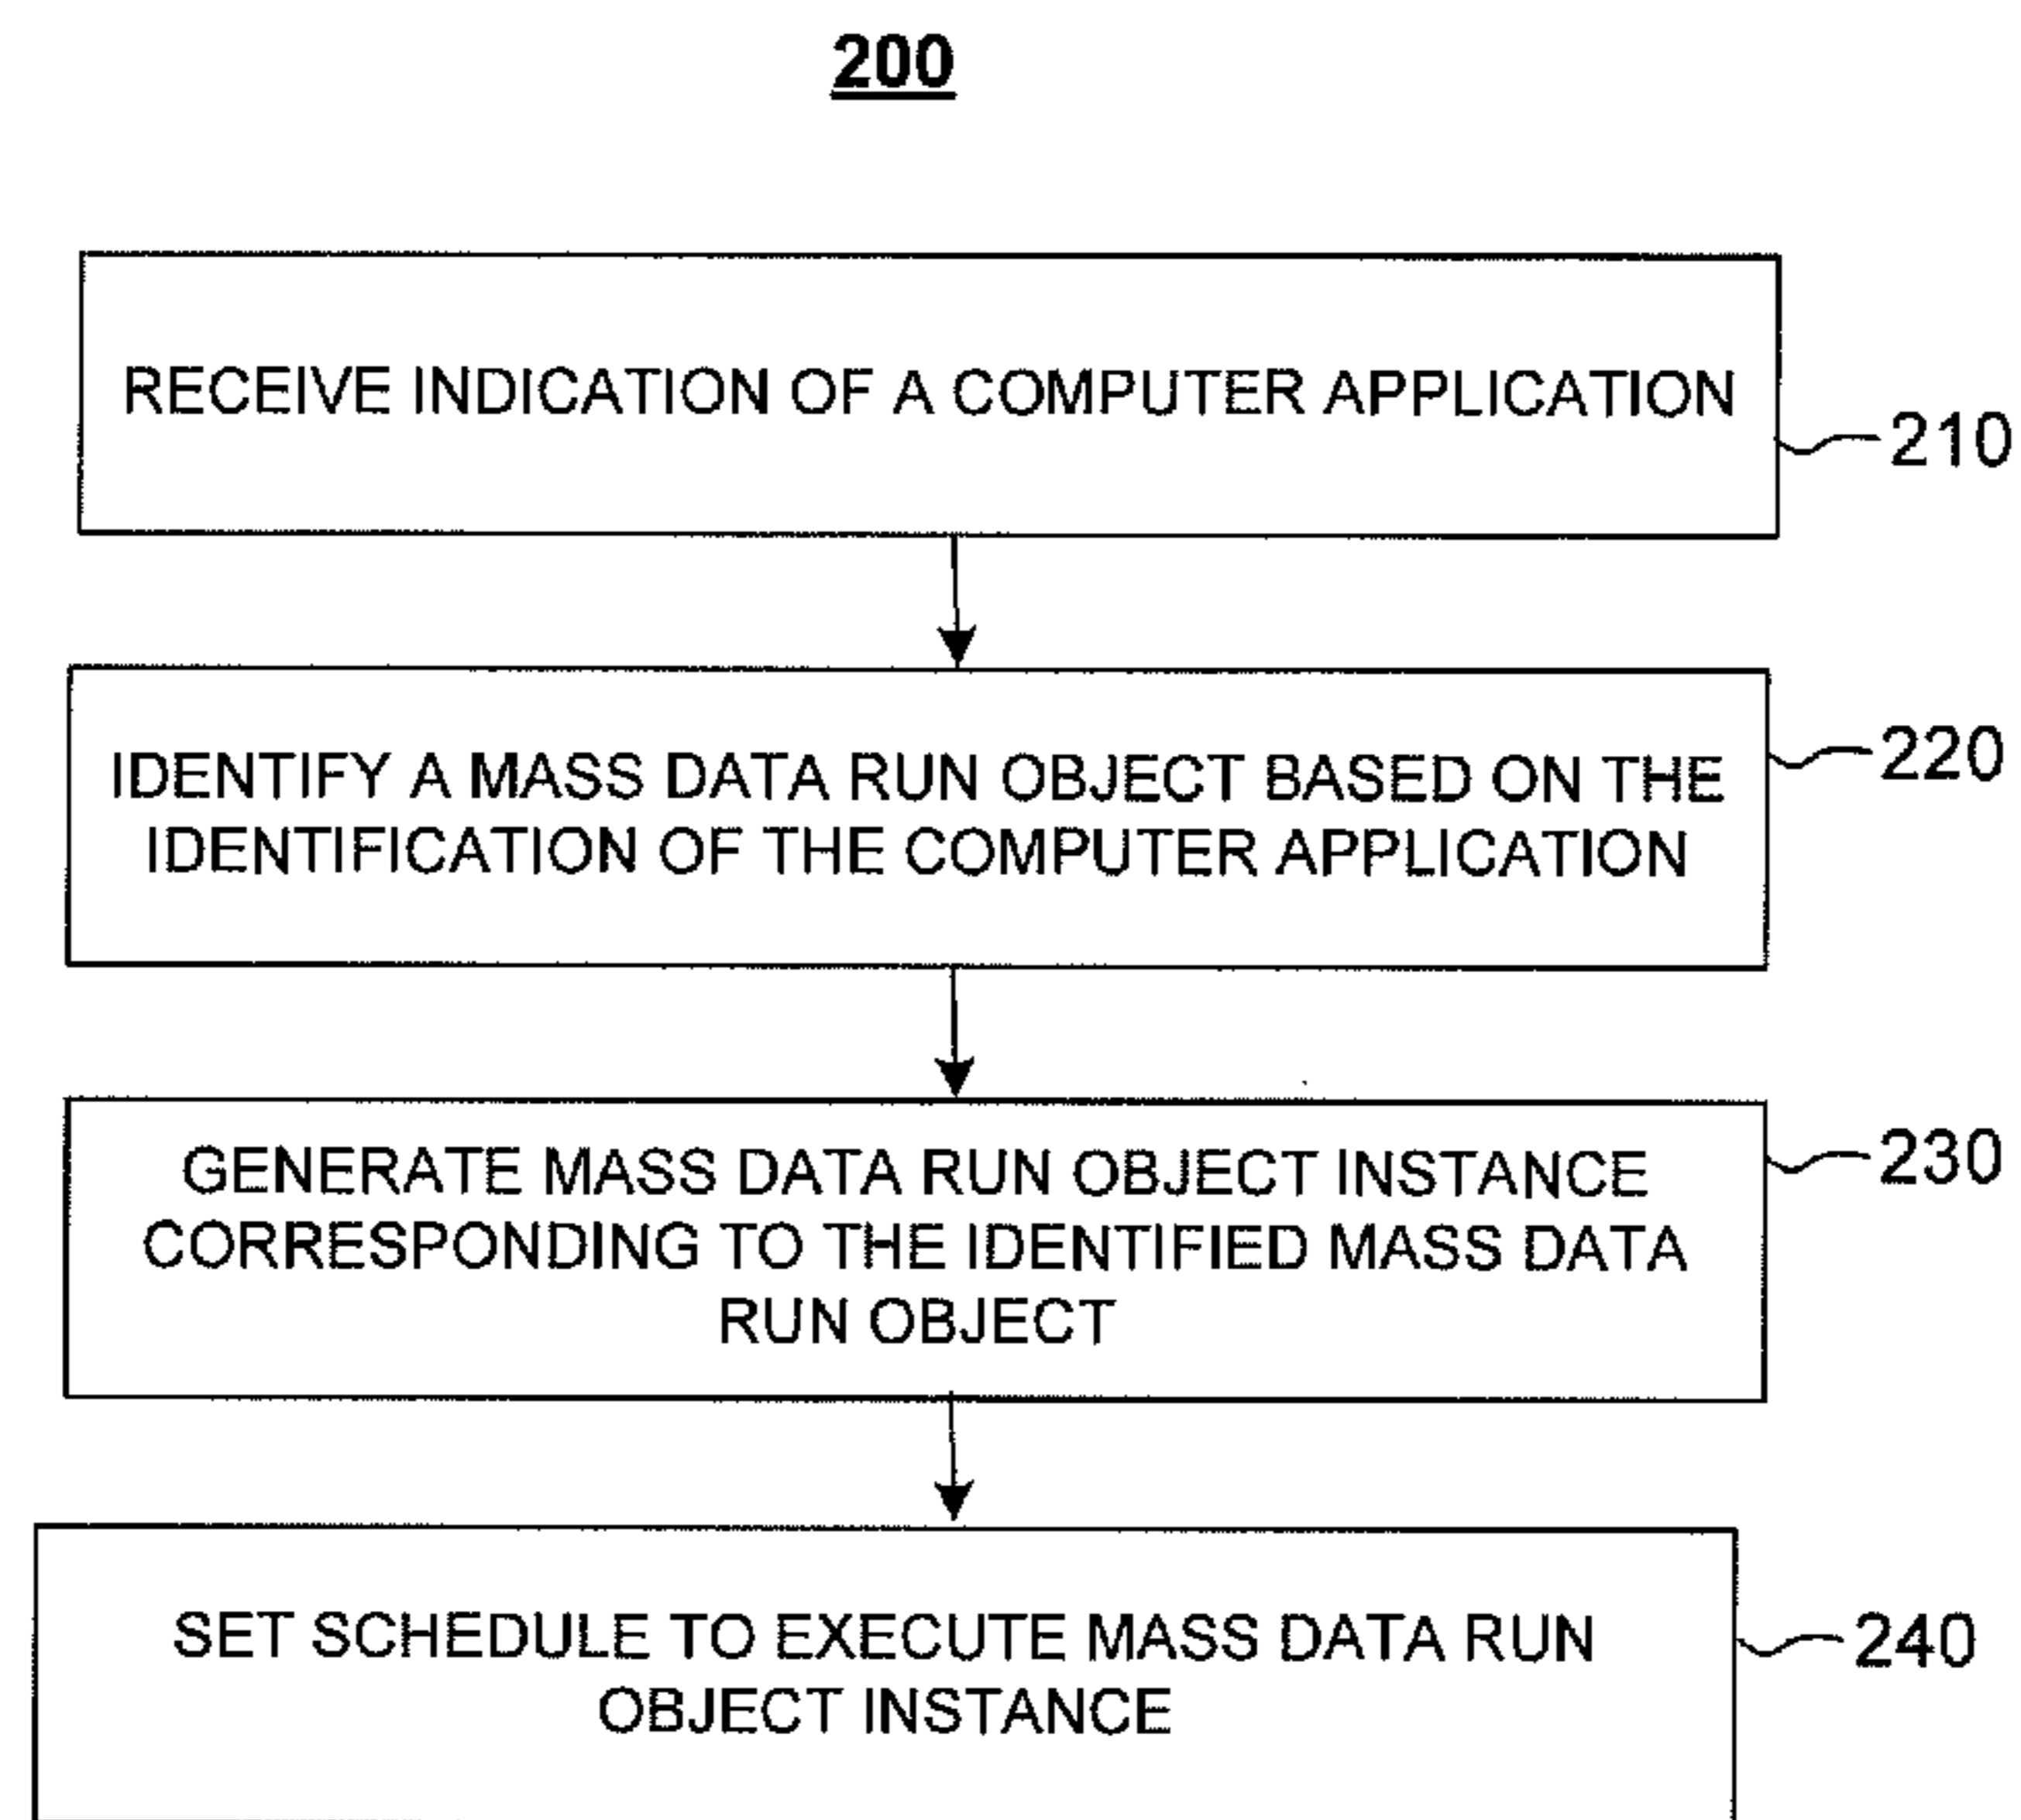 200
RECEIVE INDICATION OF A COMPUTER APPLICATION
210
IDENTIFY A MASS DATA RUN OBJECT BASED ON THE
IDENTIFICATION OF THE COMPUTER APPLICATION
220
GENERATE MASS DATA RUN OBJECT INSTANCE
CORRESPONDING TO THE IDENTIFIED MASS DATA
RUN OBJECT
230
SET SCHEDULE TO EXECUTE MASS DATA RUN
OBJECT INSTANCE
240